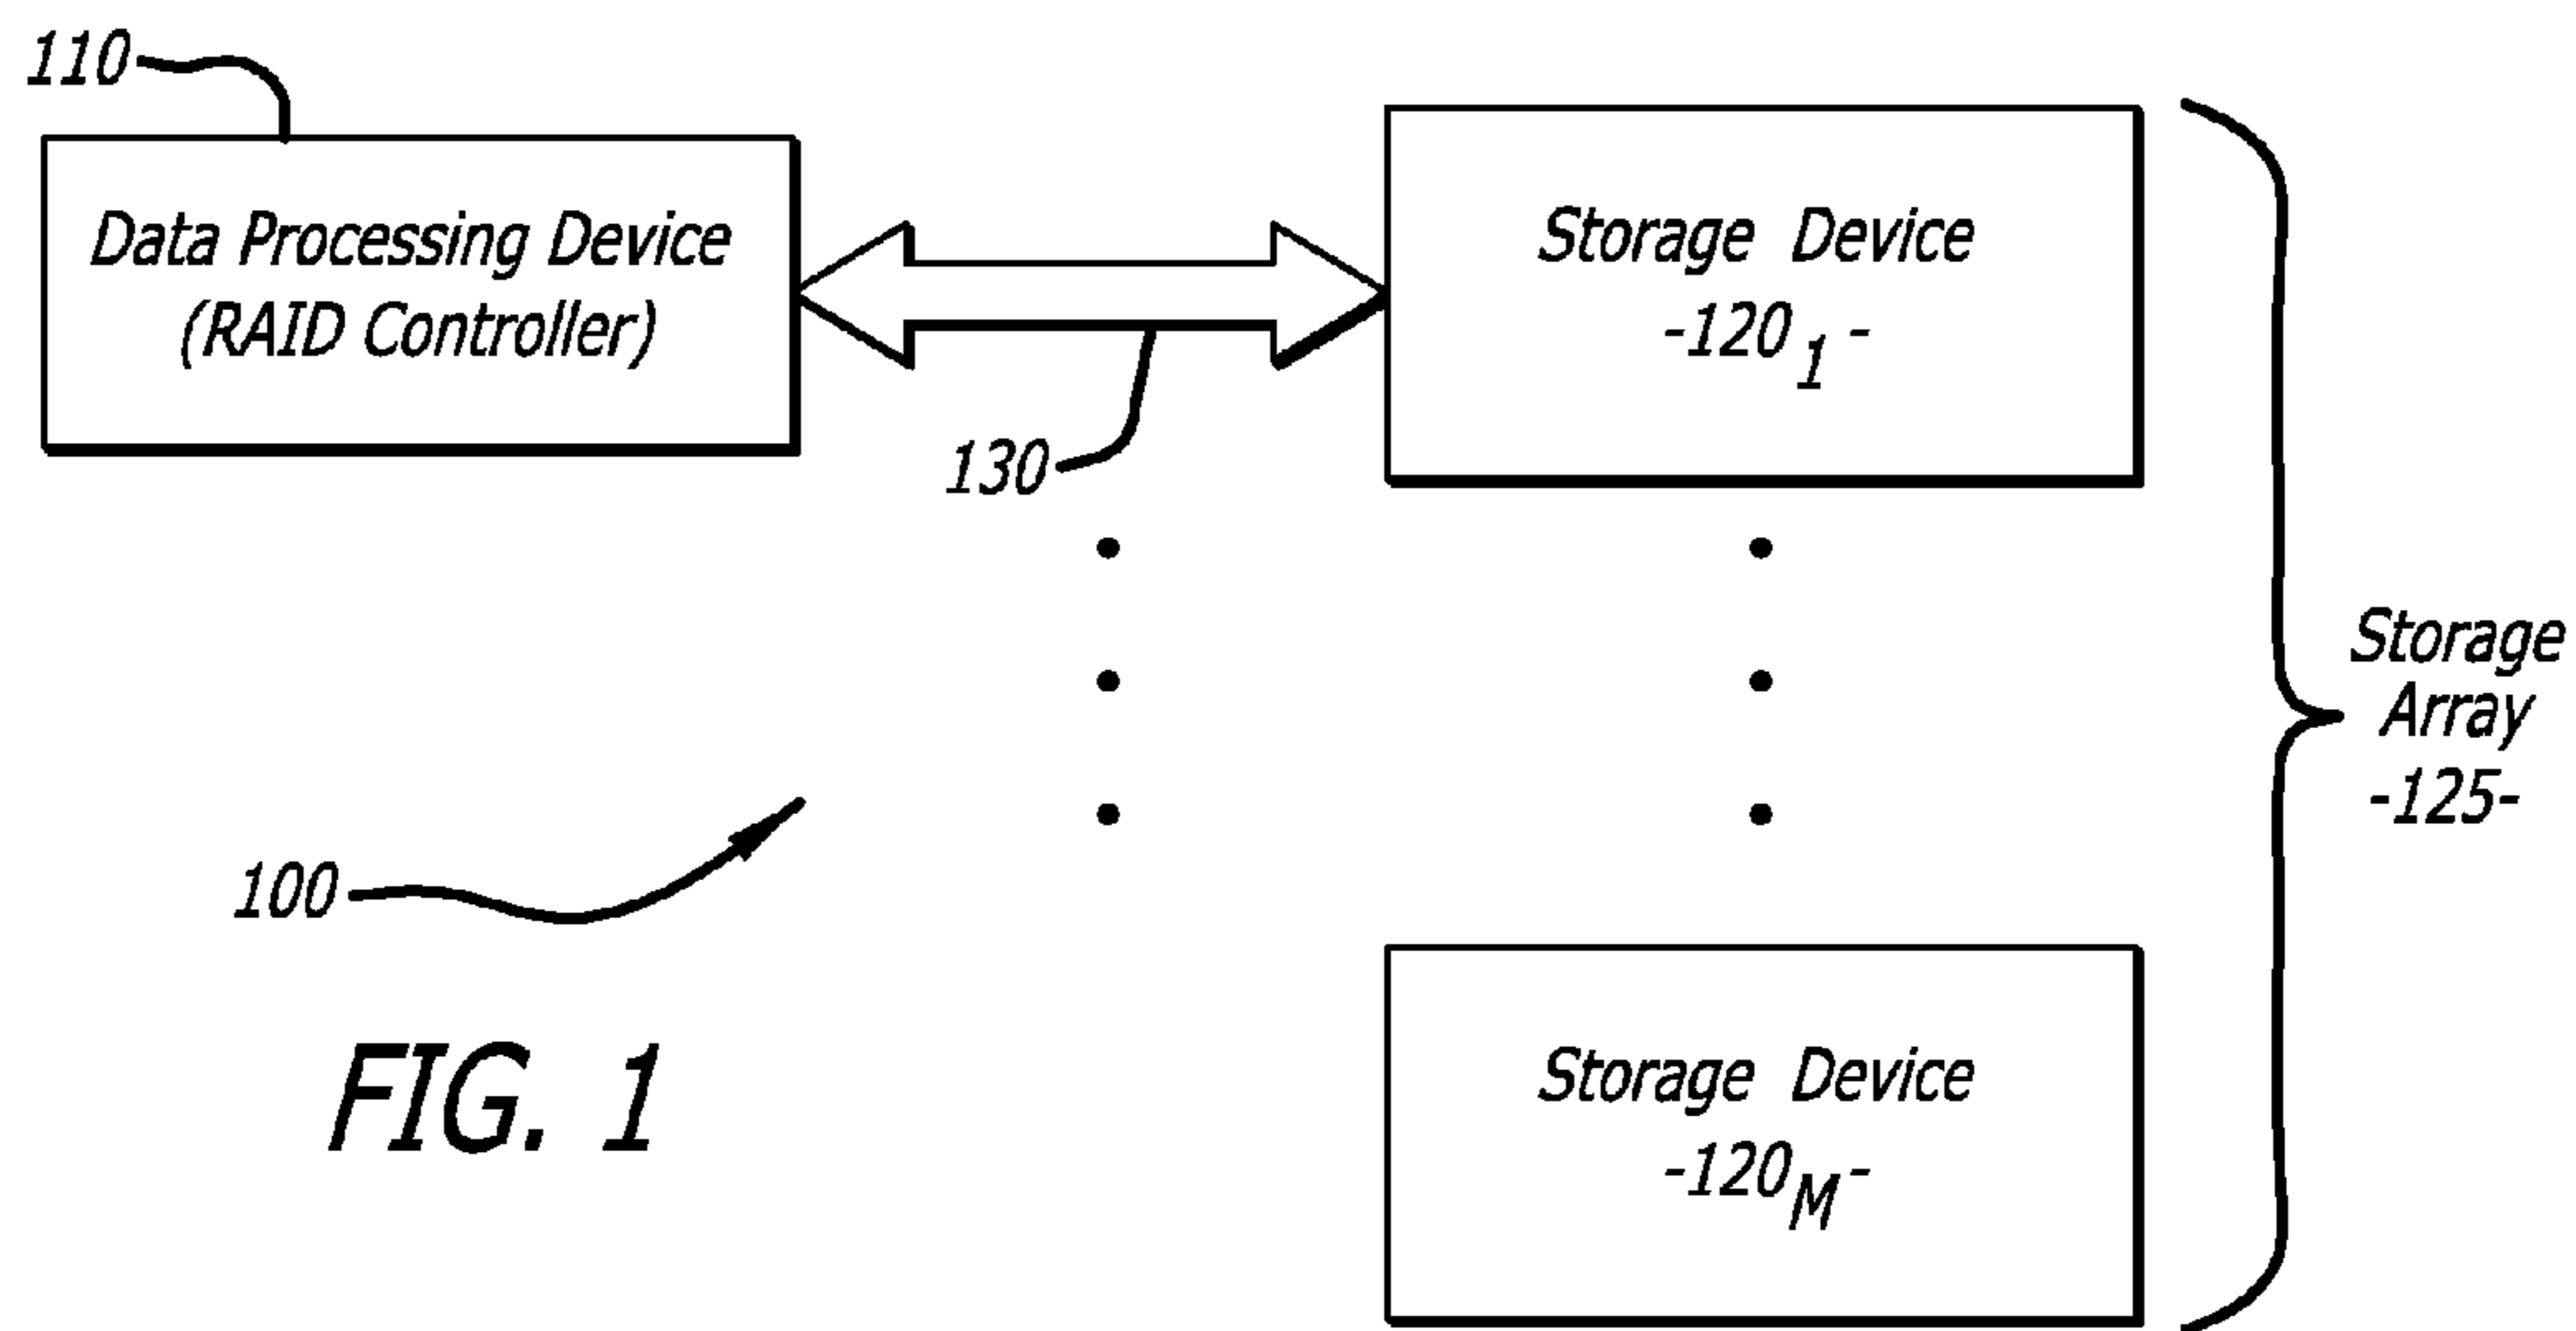 110
Data Processing Device
(RAID Controller)
130
Storage Device
-120 1 -
Storage
Array
-125-
100
FIG. 1
Storage Device
-120 M -